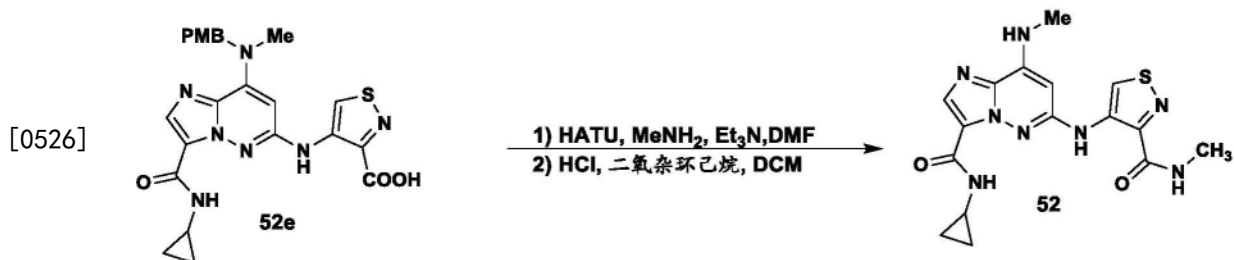 [0526]
PMB
Me
N
N
N
N
N
H
S
N
COOH
O
NH
52e
1) HATU, MeNH₂, Et₃N,DMF
2) HCl, 二氧杂环己烷, DCM
Me
HN
N
N
N
N
H
S
N
O
NH
O
N
H
CH₃
52